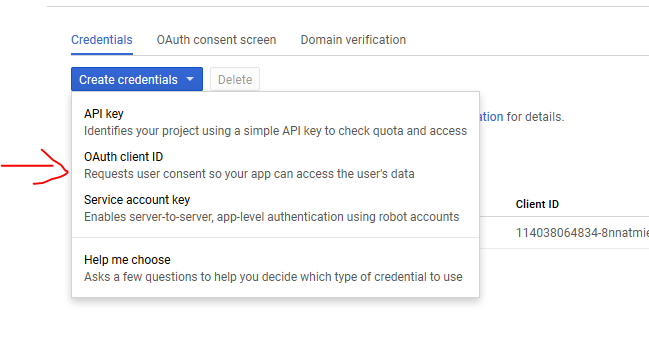 Credentials OAuth consent screen Domain verification
Create credentials Delete
API key
Identifies your project using a simple API key to check quota and access
for details.
OAuth client ID
Requests user consent so your app can access the user's data
Service account key
Enables server-to-server, app-level authentication using robot accounts
Client ID
114038064834-8nnatmie
Help me choose
Asks a few questions to help you decide which type of credential to use